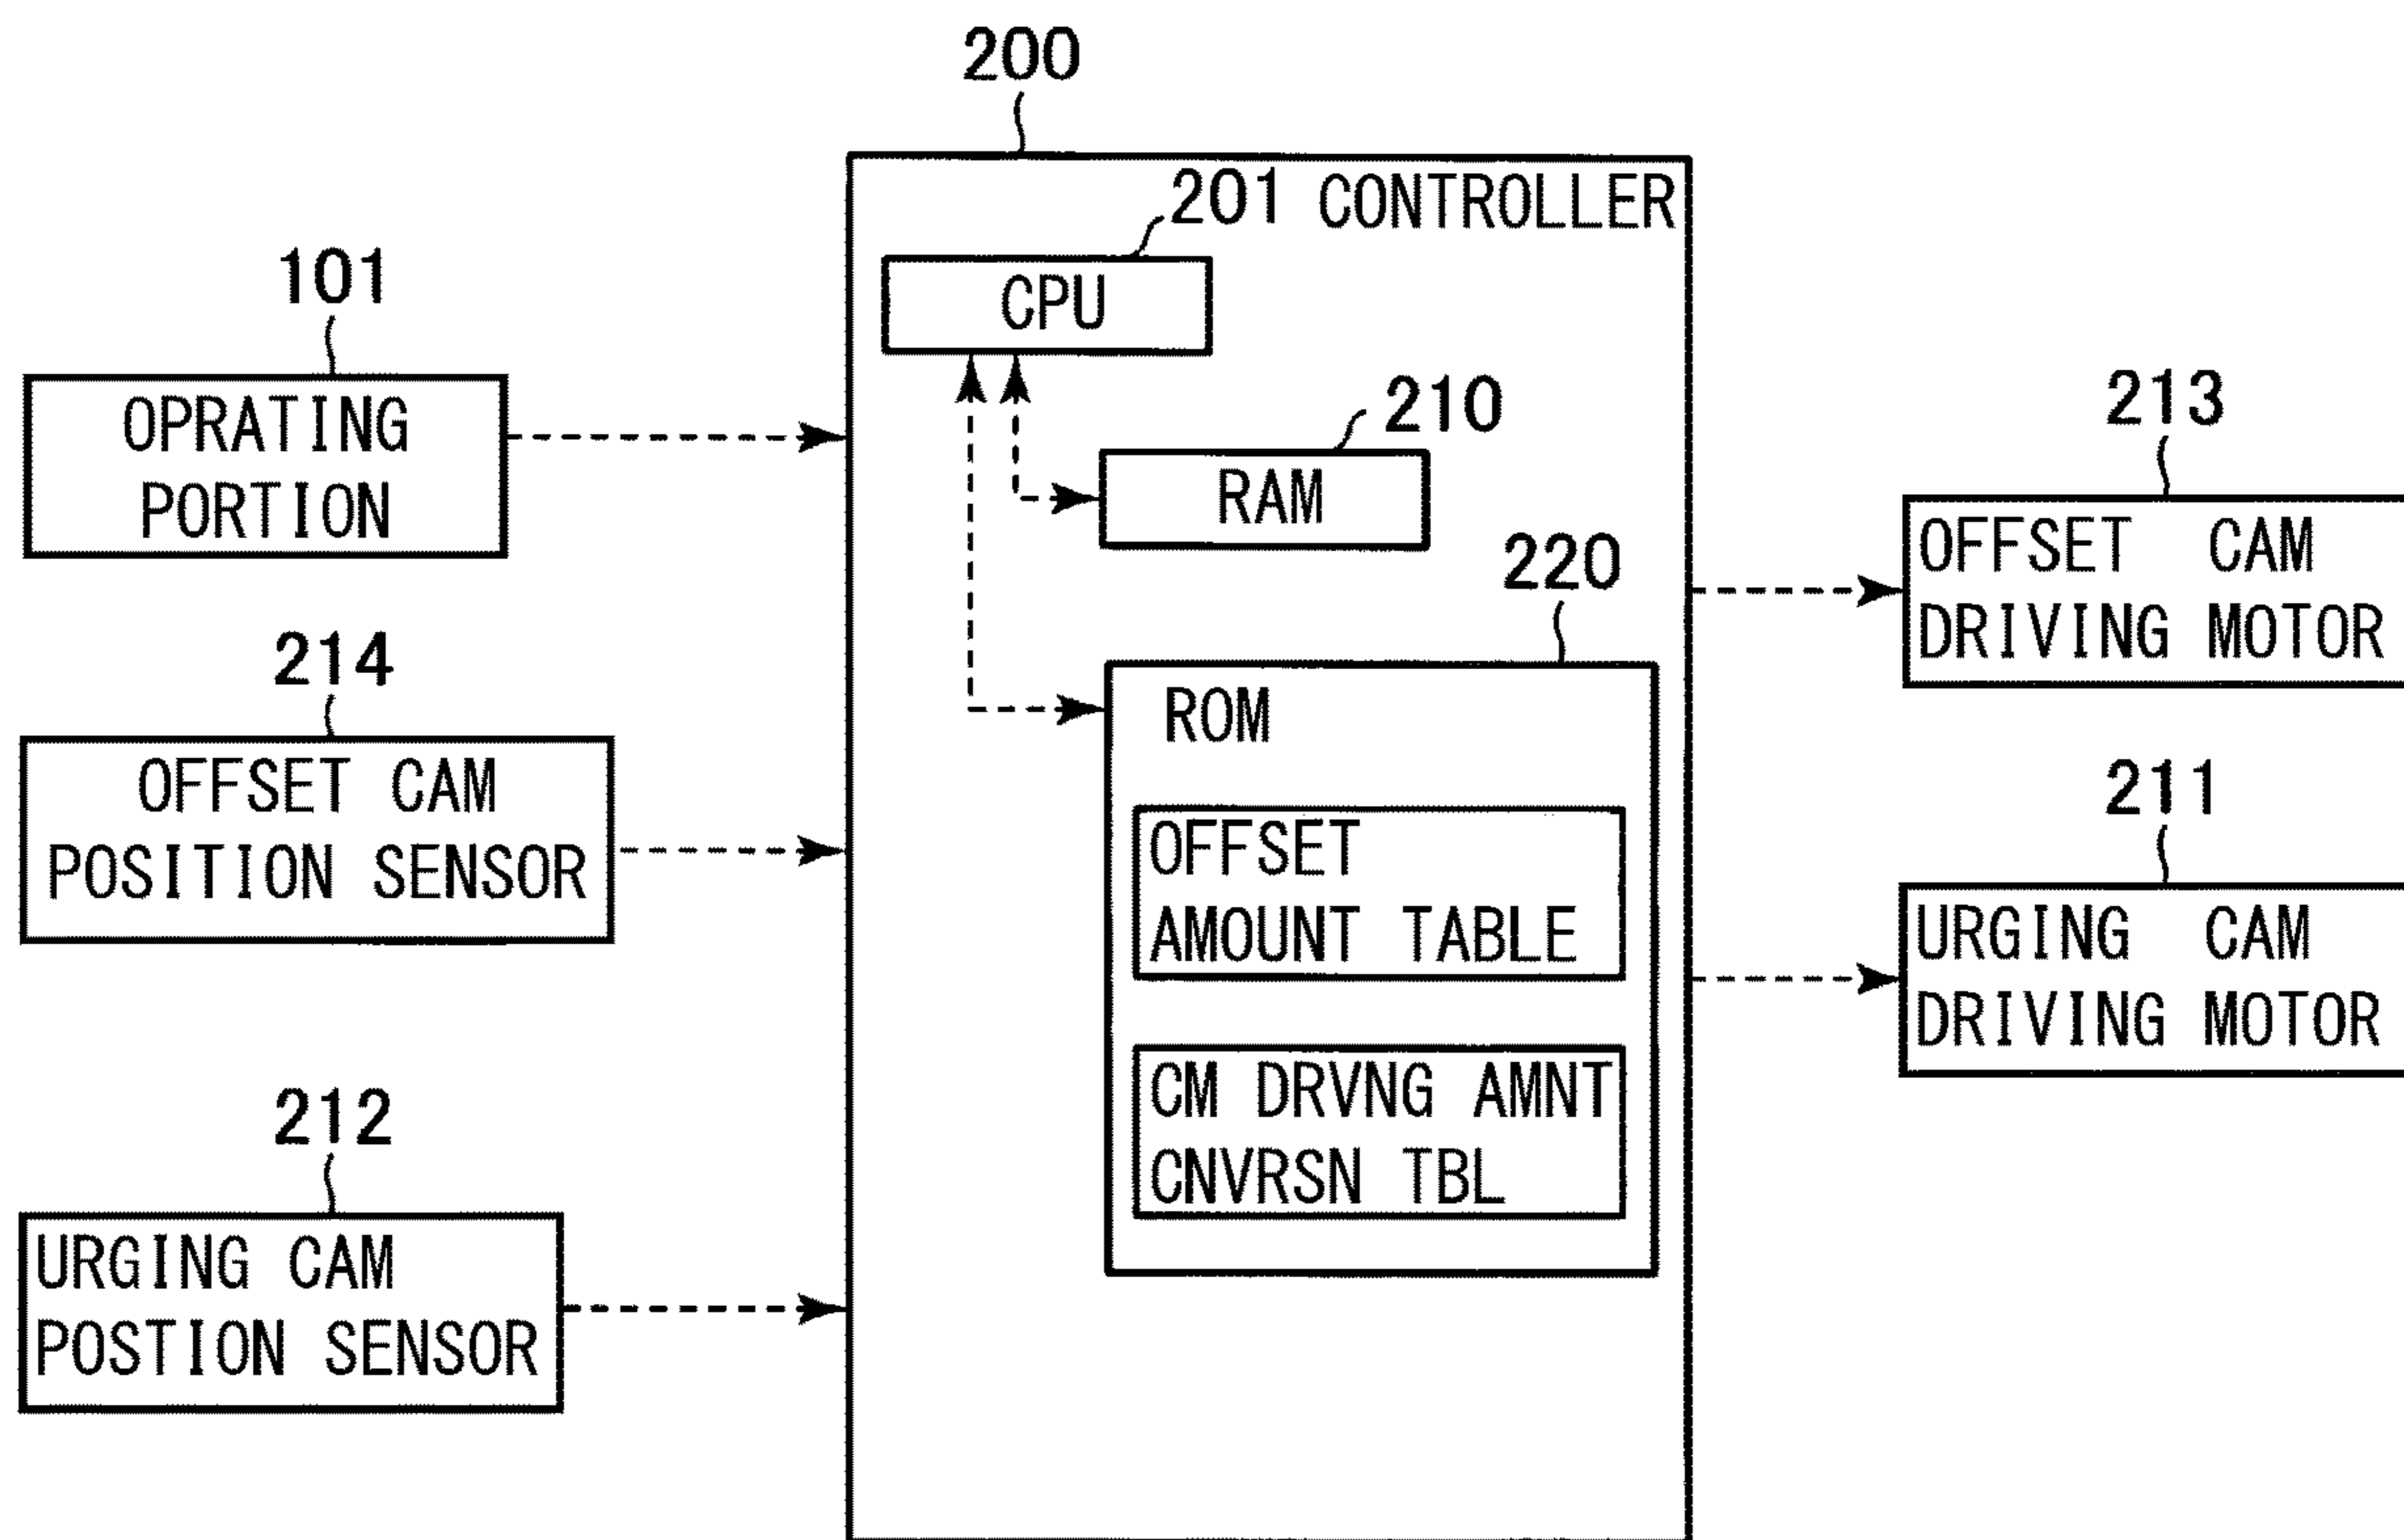 200
201 CONTROLLER
CPU
101
OPRATING
PORTION
210
RAM
213
OFFSET CAM
DRIVING MOTOR
214
OFFSET CAM
POSITION SENSOR
220
ROM
OFFSET
AMOUNT TABLE
CM DRVNG AMNT
CNVRSN TBL
211
URGING CAM
DRIVING MOTOR
212
URGING CAM
POSTION SENSOR